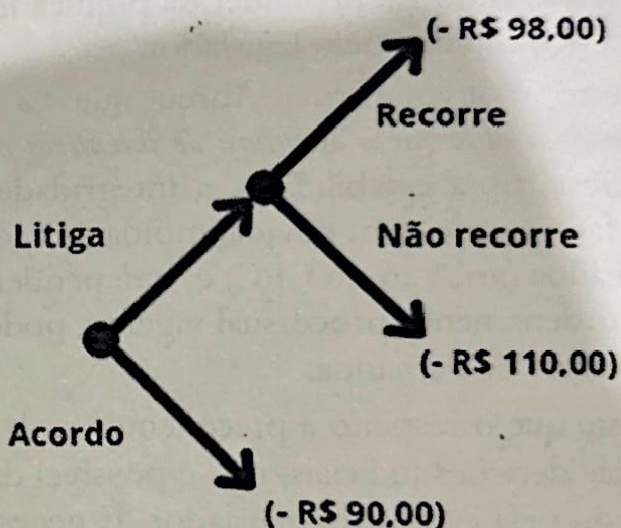 (- R$ 98,00)
Recorre
Litiga
Não recorre
(- R$ 110,00)
Acordo
(- R$ 90,00)